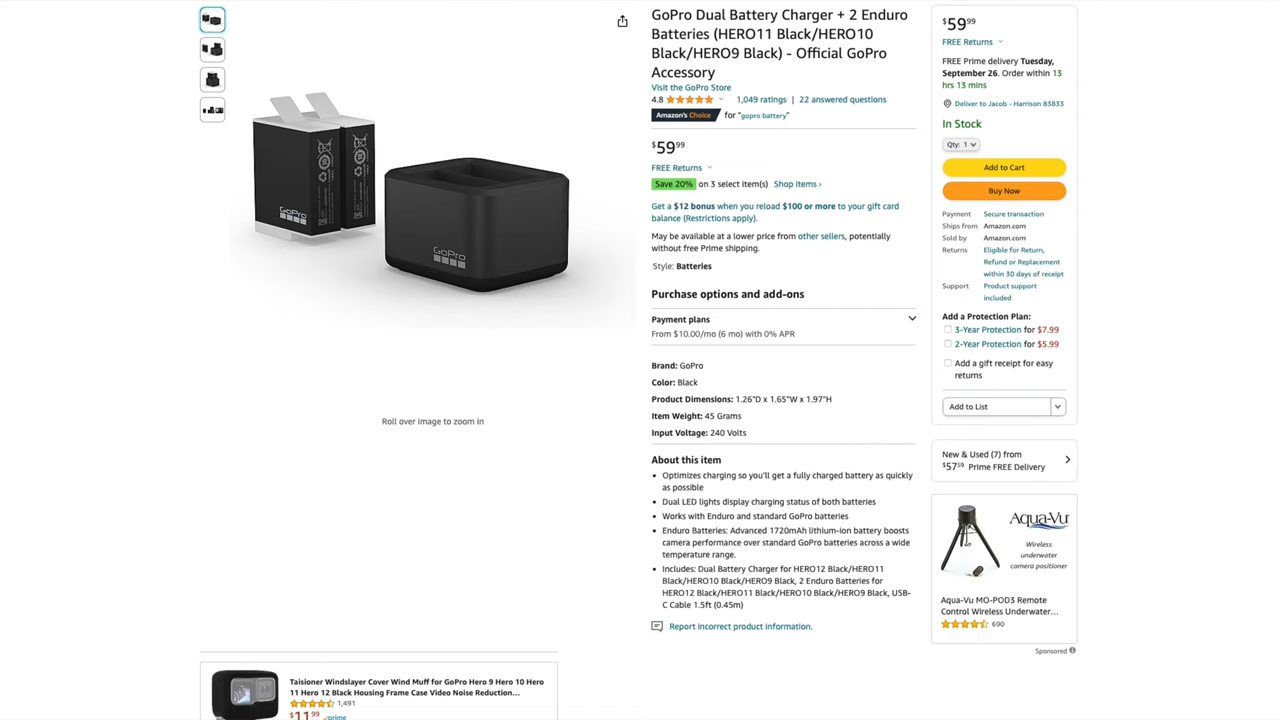 GoPro Dual Battery Charger + 2 Enduro
Batteries (HERO11 Black/HERO10
Black/HERO9 Black) - Official GoPro
Accessory
Visit the GoPro Store
4.8
1,049 ratings | 22 answered questions
Amazon's Choice for "gopro battery"
$59 99
FREE Returns
Save 20% on 3 select item(s) Shop items ›
Get a $12 bonus when you reload $100 or more to your gift card
balance (Restrictions apply).
May be available at a lower price from other sellers, potentially
without free Prime shipping.
Style: Batteries
Purchase options and add-ons
Payment plans
From $10.00/mo (6 mo) with 0% APR
Brand: GoPro
Color: Black
Product Dimensions: 1.26"D x 1.65"W x 1.97"H
Item Weight: 45 Grams
Input Voltage: 240 Volts
About this item
• Optimizes charging so you'll get a fully charged battery as quickly
as possible
• Dual LED lights display charging status of both batteries
• Works with Enduro and standard GoPro batteries
• Enduro Batteries: Advanced 1720mAh lithium-ion battery boosts
camera performance over standard GoPro batteries across a wide
temperature range.
• Includes: Dual Battery Charger for HERO12 Black/HERO11
Black/HERO10 Black/HERO9 Black, 2 Enduro Batteries for
HERO12 Black/HERO11 Black/HERO10 Black/HERO9 Black, USB-
C Cable 1.5ft (0.45m)
Report incorrect product information.
GoPro
GoPro
Roll over image to zoom in
Taisioner Windslayer Cover Wind Muff for GoPro Hero 9 Hero 10 Hero
11 Hero 12 Black Housing Frame Case Video Noise Reduction...
1,491
$11 99 prime
$59 99
FREE Returns
FREE Prime delivery Tuesday,
September 26. Order within 13
hrs 13 mins
Deliver to Jacob - Harrison 83833
In Stock
Qty: 1
Add to Cart
Buy Now
Payment Secure transaction
Ships from Amazon.com
Sold by Amazon.com
Returns Eligible for Return,
Refund or Replacement
within 30 days of receipt
Support Product support
included
Add a Protection Plan:
3-Year Protection for $7.99
2-Year Protection for $5.99
Add a gift receipt for easy
returns
Add to List
New & Used (7) from
$57 59 Prime FREE Delivery
Aqua-Vu
Wireless
underwater
camera positioner
Aqua-Vu MO-POD3 Remote
Control Wireless Underwater...
690
Sponsored